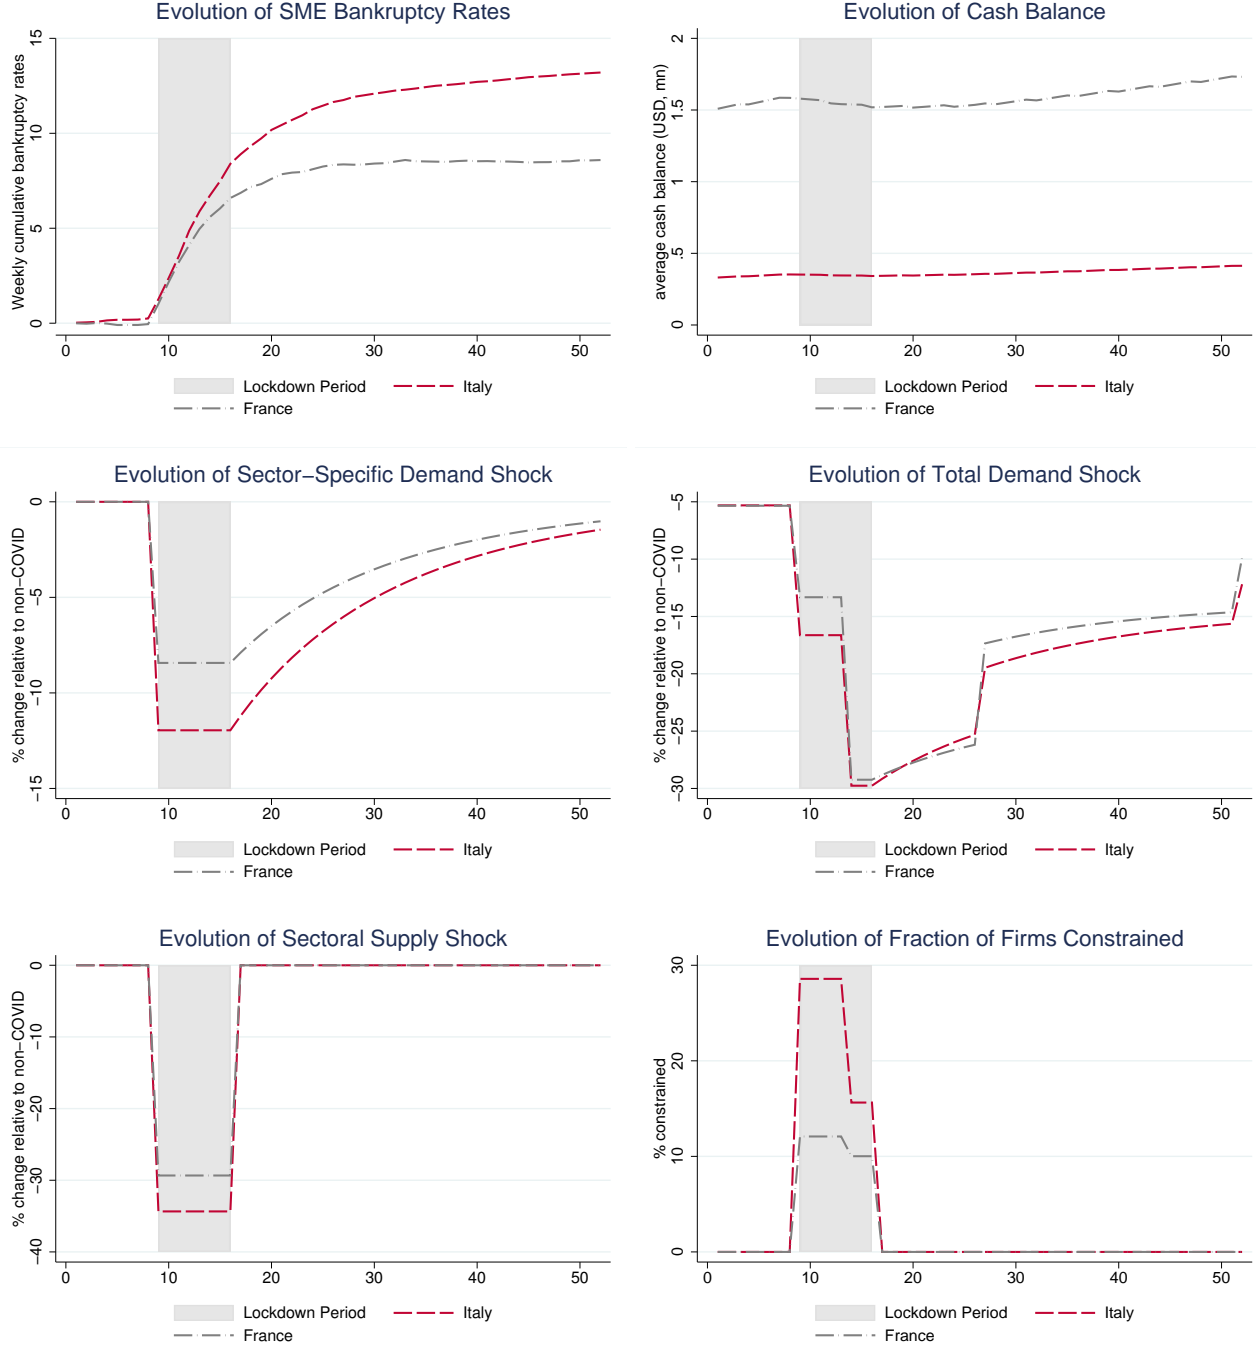 Evolution of SME Bankruptcy Rates
Weekly cumulative bankruptcy rates
15
10
5
0
0 10 20 30 40 50
Lockdown Period Italy
France
Evolution of Cash Balance
average cash balance (USD, mn)
2
1.5
1
.5
0
0 10 20 30 40 50
Lockdown Period Italy
France
Evolution of Sector−Specific Demand Shock
% change relative to non−COVID
0
−5
−10
−15
0 10 20 30 40 50
Lockdown Period Italy
France
Evolution of Total Demand Shock
% change relative to non−COVID
−5
−10
−15
−20
−25
−30
0 10 20 30 40 50
Lockdown Period Italy
France
Evolution of Sectoral Supply Shock
% change relative to non−COVID
0
−10
−20
−30
−40
0 10 20 30 40 50
Lockdown Period Italy
France
Evolution of Fraction of Firms Constrained
% constrained
30
20
10
0
0 10 20 30 40 50
Lockdown Period Italy
France